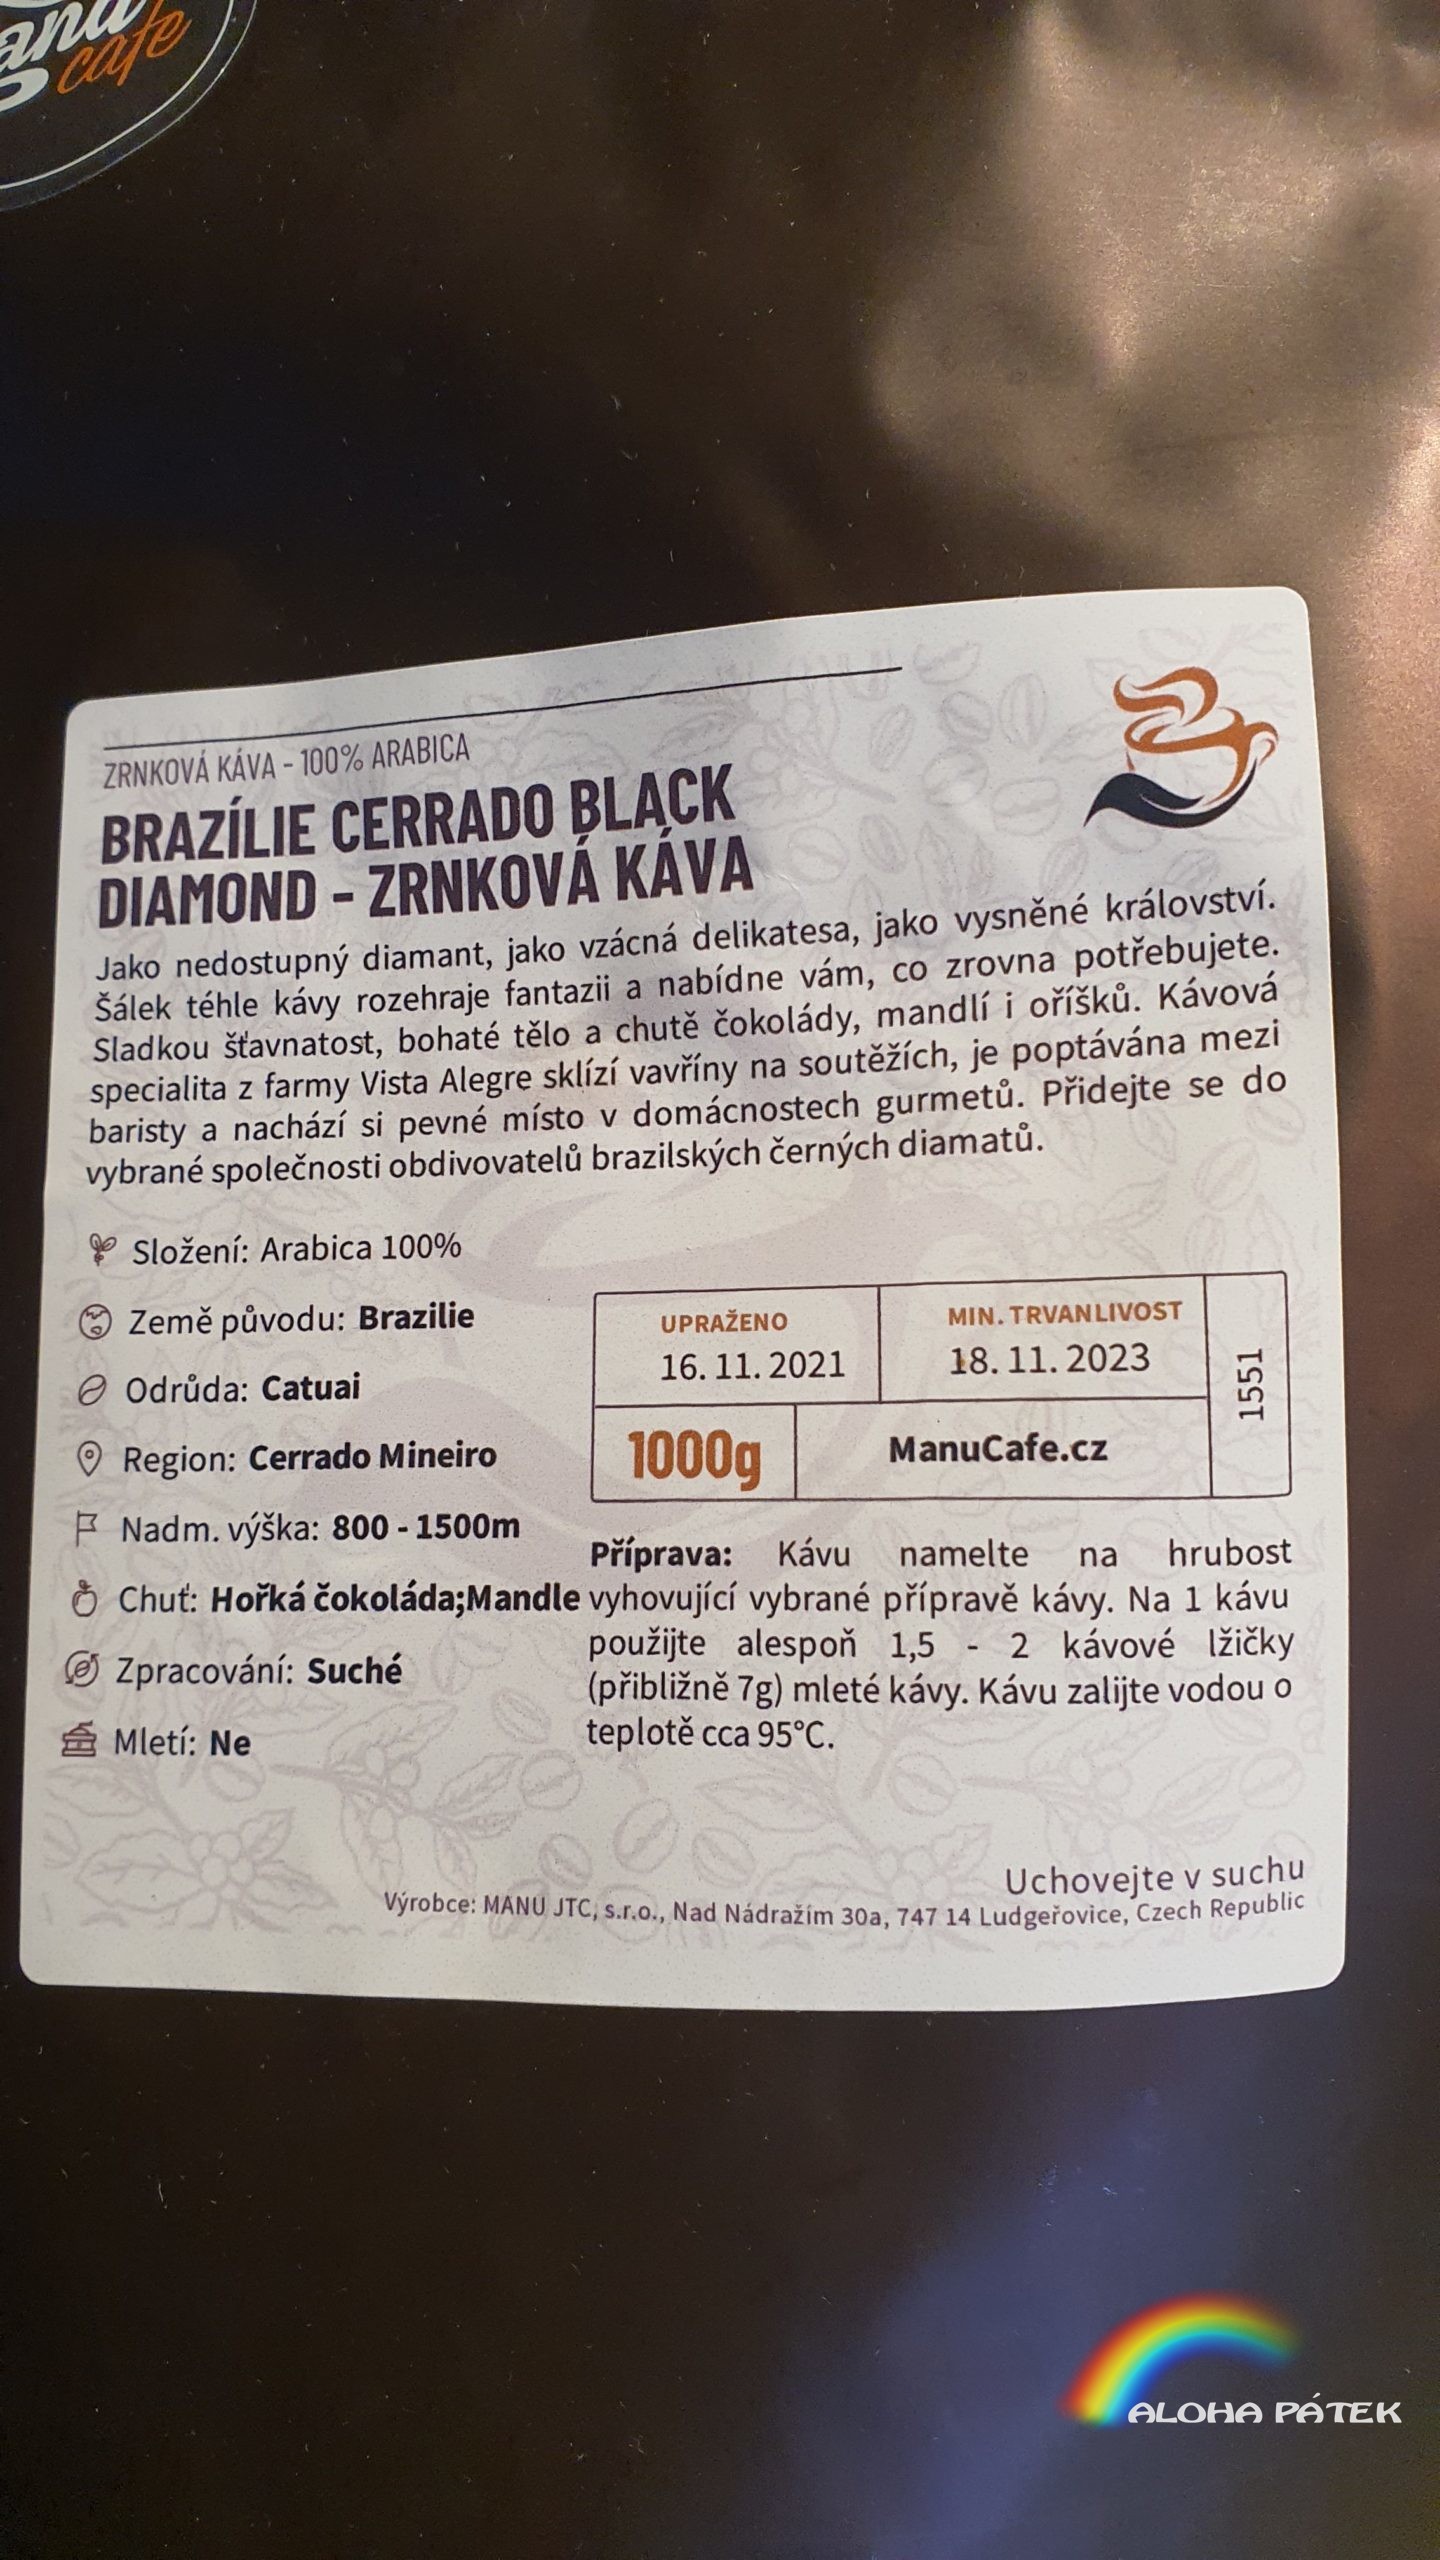 cafe
ZRNKOVÁ KÁVA - 100% ARABICA
BRAZÍLIE CERRADO BLACK
DIAMOND - ZRNKOVÁ KÁVA
Jako nedostupný diamant, jako vzácná delikatesa, jako vysněné království.
Šálek téhle kávy rozehraje fantazii a nabídne vám, co zrovna potřebujete.
Sladkou šťavnatost, bohaté tělo a chutě čokolády, mandlí i oříšků. Kávová
specialita z farmy Vista Alegre sklízí vavříny na soutěžích, je poptávána mezi
baristy a nachází si pevné místo v domácnostech gurmetů. Přidejte se do
vybrané společnosti obdivovatelů brazilských černých diamatů.
Složení: Arabica 100%
Země původu: Brazilie
Odrůda: Catuai
Region: Cerrado Mineiro
Nadm. výška: 800 - 1500m
Chuť: Hořká čokoláda;Mandle
Zpracování: Suché
Mletí: Ne
UPRAŽENO
16. 11. 2021
MIN. TRVANLIVOST
18. 11. 2023
1551
1000g
ManuCafe.cz
Příprava: Kávu namelte na hrubost
vyhovující vybrané přípravě kávy. Na 1 kávu
použijte alespoň 1,5 - 2 kávové lžičky
(přibližně 7g) mleté kávy. Kávu zalijte vodou o
teplotě cca 95°C.
Uchovejte v suchu
Výrobce: MANU JTC, s.r.o., Nad Nádražím 30a, 747 14 Ludgeřovice, Czech Republic
ALOHA PÁTEK